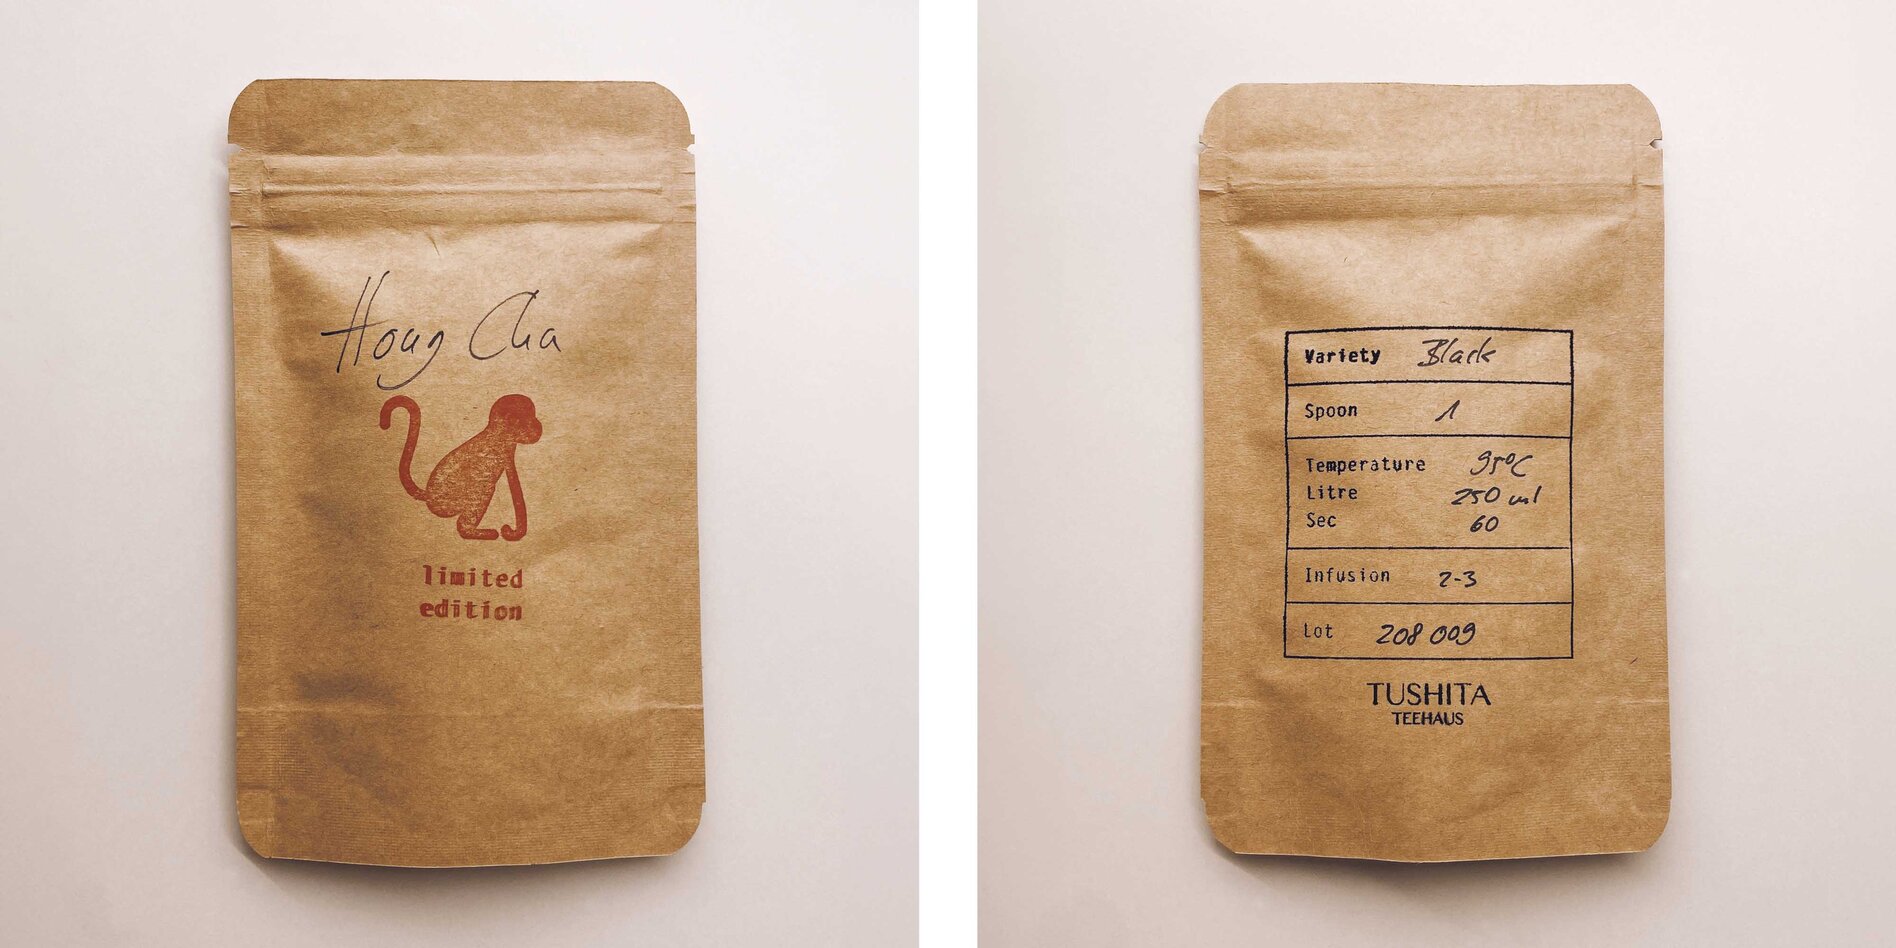 Hong Cha
limited
edition
Variety Black
Spoon 1
Temperature 95°C
Litre 250 ml
Sec 60
Infusion 2-3
Lot 208 009
TUSHITA
TEEHAUS